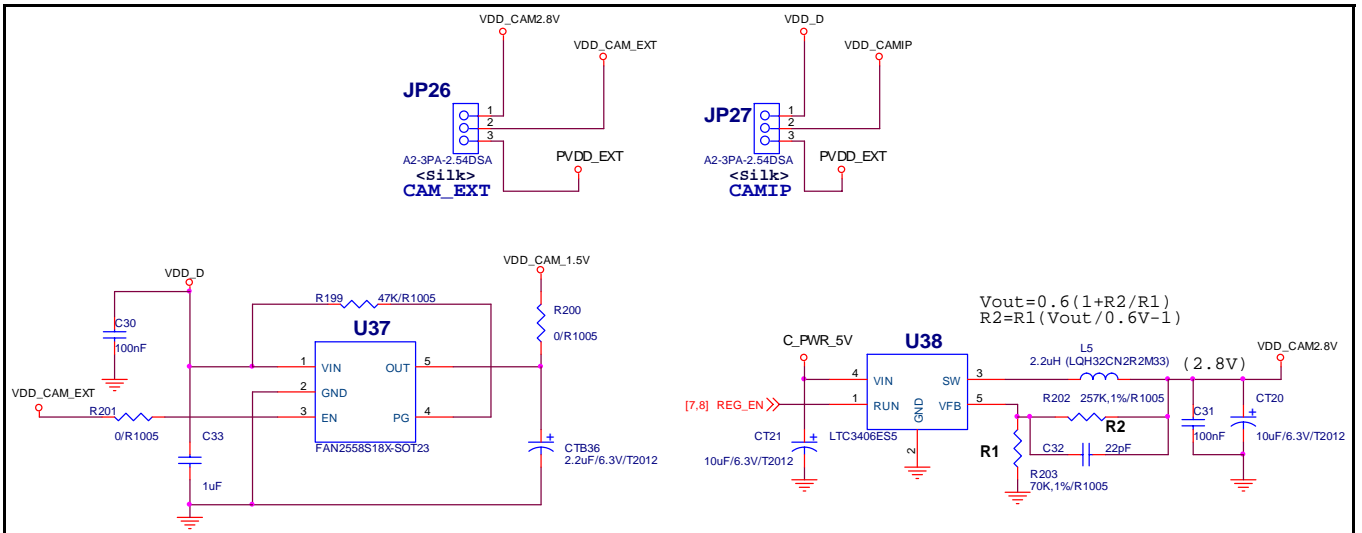 VDD_CAM2.8V
VDD_CAM_EXT
JP26
1
2
3
A2-3PA-2.54DSA
<Silk>
CAM_EXT
PVDD_EXT
VDD_D
VDD_CAMIP
JP27
1
2
3
A2-3PA-2.54DSA
<Silk>
CAMIP
PVDD_EXT
VDD_D
C30
100nF
VDD_CAM_EXT
R201
0/R1005
C33
1uF
R199 47K/R1005
U37
1 VIN OUT 5
2 GND
3 EN PG 4
FAN2558S18X-SOT23
VDD_CAM_1.5V
R200
0/R1005
CTB36
2.2uF/6.3V/T2012
Vout=0.6(1+R2/R1)
R2=R1(Vout/0.6V-1)
C_PWR_5V
[7,8] REG_EN
CT21
10uF/6.3V/T2012
U38
4 VIN SW 3
1 RUN VFB 5
GND
2
LTC3406ES5
L5
2.2uH (LQH32CN2R2M33)
(2.8V)
VDD_CAM2.8V
R202 257K,1%/R1005
R2
C32 22pF
R1
R203
70K,1%/R1005
C31
100nF
CT20
10uF/6.3V/T2012